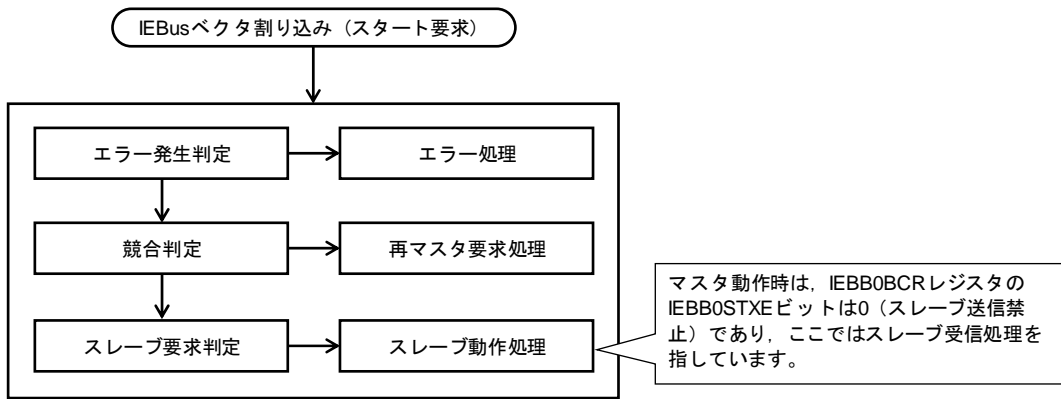 IEBusベクタ割り込み（スタート要求）
エラー発生判定
エラー処理
競合判定
再マスタ要求処理
スレーブ要求判定
スレーブ動作処理
マスタ動作時は，IEBB0BCRレジスタの
IEBB0STXEビットは0（スレーブ送信禁
止）であり，ここではスレーブ受信処理を
指しています。